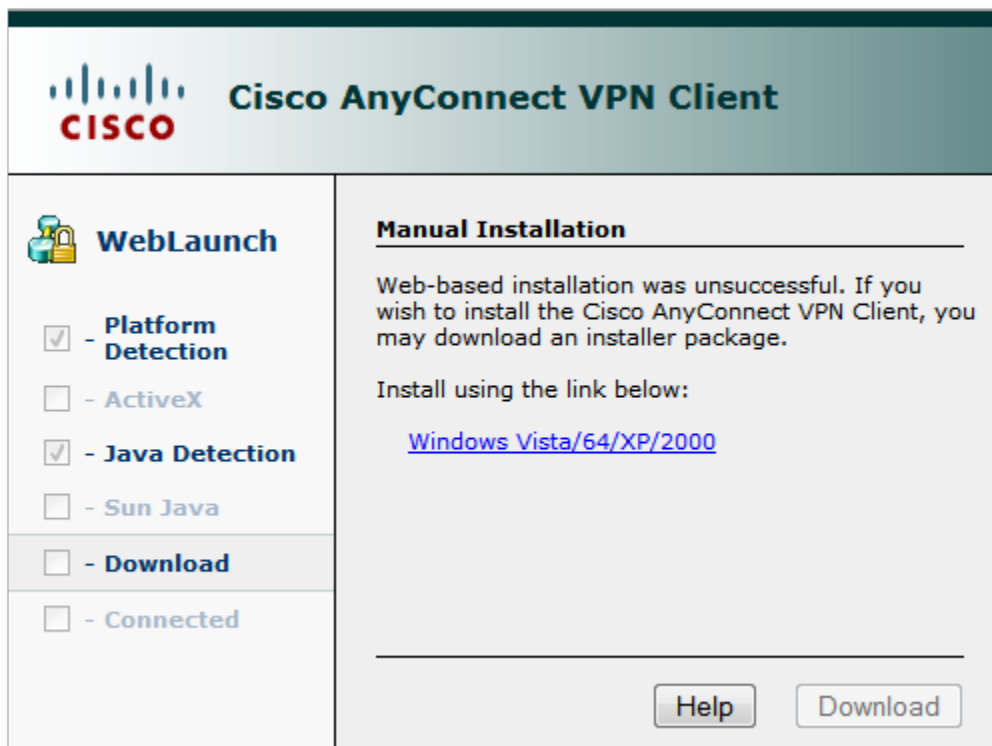 CISCO
Cisco AnyConnect VPN Client
WebLaunch
- Platform
Detection
- ActiveX
- Java Detection
- Sun Java
- Download
- Connected
Manual Installation
Web-based installation was unsuccessful. If you
wish to install the Cisco AnyConnect VPN Client, you
may download an installer package.
Install using the link below:
Windows Vista/64/XP/2000
Help
Download